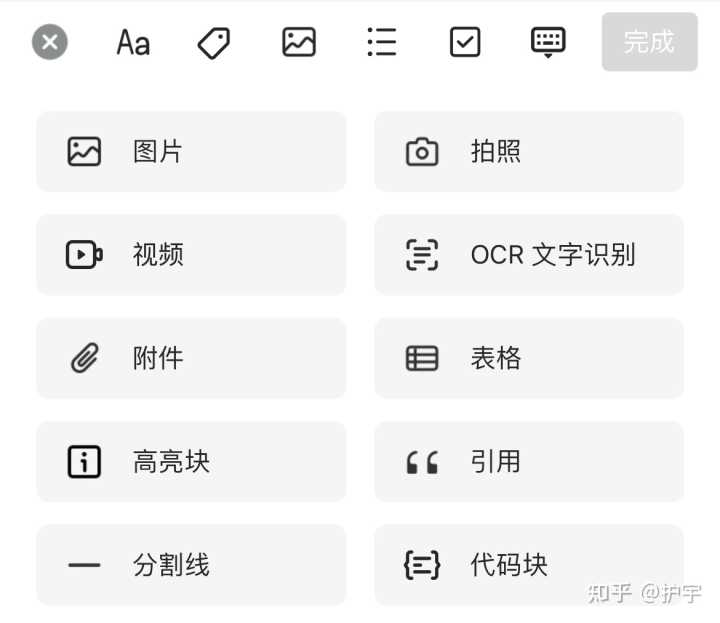 Aa 完成
图片 拍照
视频 OCR 文字识别
附件 表格
高亮块 引用
分割线 代码块
知乎 @护宇